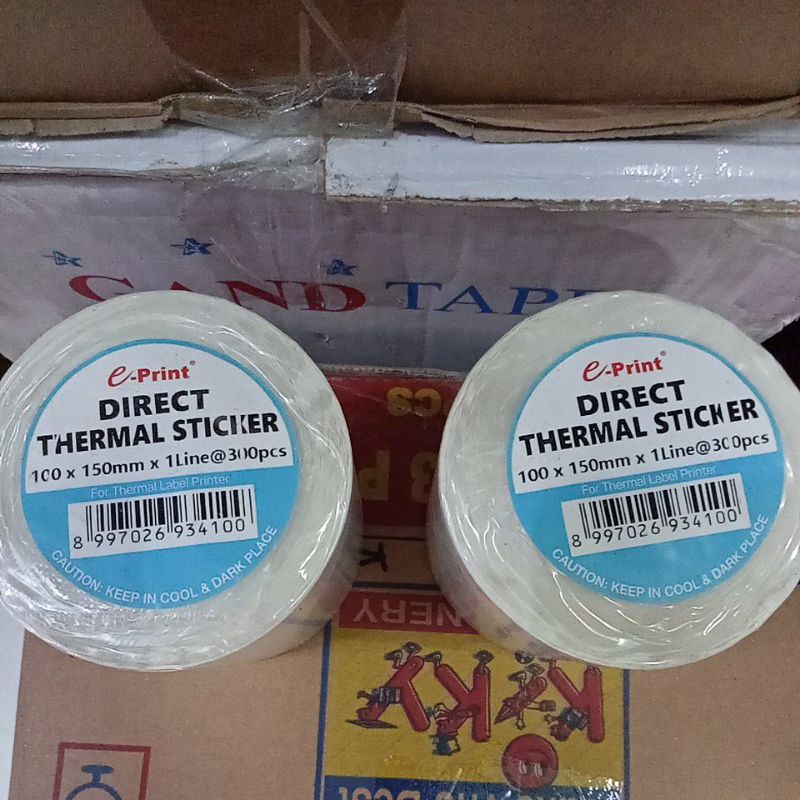 CAND TAPE
e-Print®
DIRECT
THERMAL STICKER
100 x 150mm x 1Line@300pcs
For Thermal Label Printer
8 997026 934100
CAUTION: KEEP IN COOL & DARK PLACE
e-Print®
DIRECT
THERMAL STICKER
100 x 150mm x 1Line@300pcs
For Thermal Label Printer
8 997026 934100
CAUTION: KEEP IN COOL & DARK PLACE
PCS
KiKY